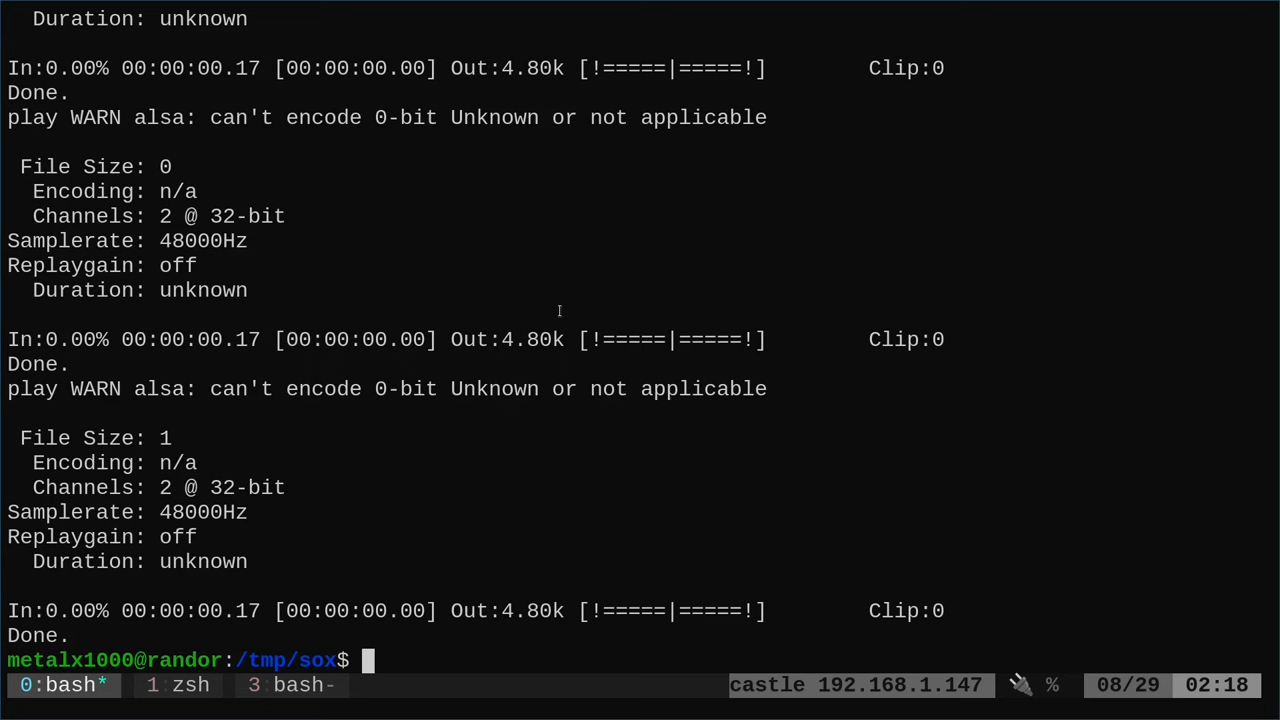 Duration: unknown
In:0.00% 00:00:00.17 [00:00:00.00] Out:4.80k [!=====|=====!] Clip:0
Done.
play WARN alsa: can't encode 0-bit Unknown or not applicable
File Size: 0
Encoding: n/a
Channels: 2 @ 32-bit
Samplerate: 48000Hz
Replaygain: off
Duration: unknown
In:0.00% 00:00:00.17 [00:00:00.00] Out:4.80k [!=====|=====!] Clip:0
Done.
play WARN alsa: can't encode 0-bit Unknown or not applicable
File Size: 1
Encoding: n/a
Channels: 2 @ 32-bit
Samplerate: 48000Hz
Replaygain: off
Duration: unknown
In:0.00% 00:00:00.17 [00:00:00.00] Out:4.80k [!=====|=====!] Clip:0
Done.
metalx1000@randor:/tmp/sox$
0:bash* 1:zsh 3:bash- castle 192.168.1.147 🔌 % 08/29 02:18